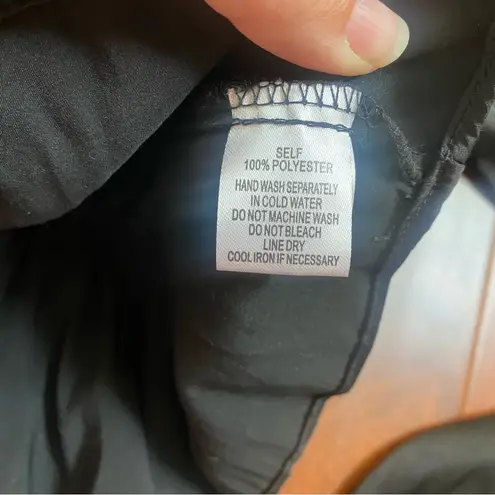 SELF
100% POLYESTER
HAND WASH SEPARATELY
IN COLD WATER
DO NOT MACHINE WASH
DO NOT BLEACH
LINE DRY
COOL IRON IF NECESSARY